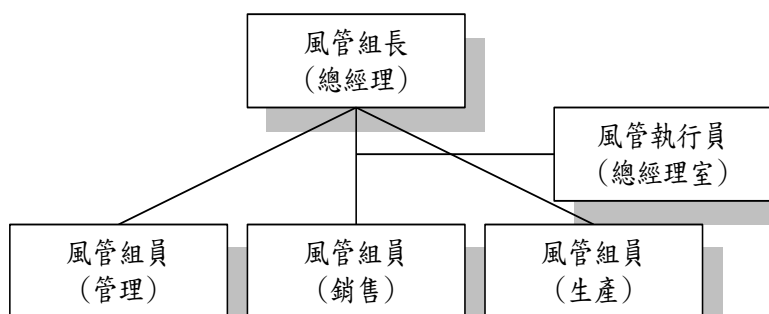 風管組長
(總經理)
風管執行員
(總經理室)
風管組員
(管理)
風管組員
(銷售)
風管組員
(生產)